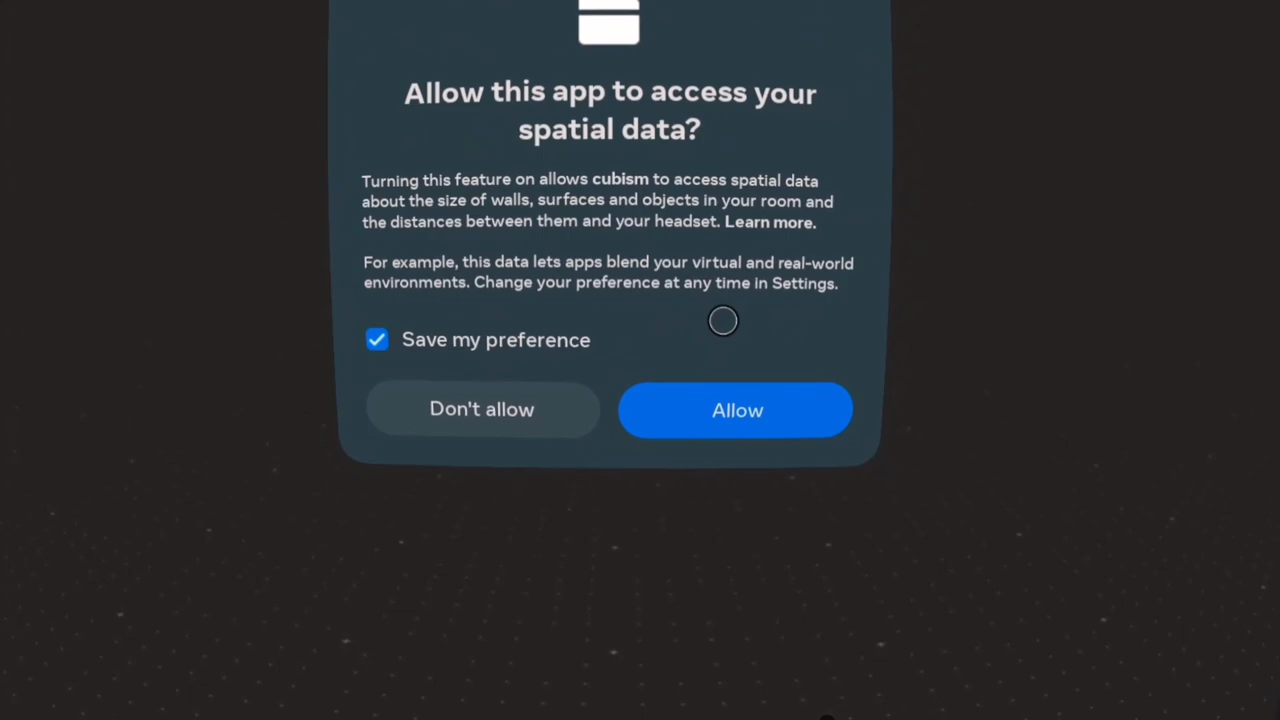 Allow this app to access your
spatial data?
Turning this feature on allows cubism to access spatial data
about the size of walls, surfaces and objects in your room and
the distances between them and your headset. Learn more.
For example, this data lets apps blend your virtual and real-world
environments. Change your preference at any time in Settings.
Save my preference
Don't allow
Allow